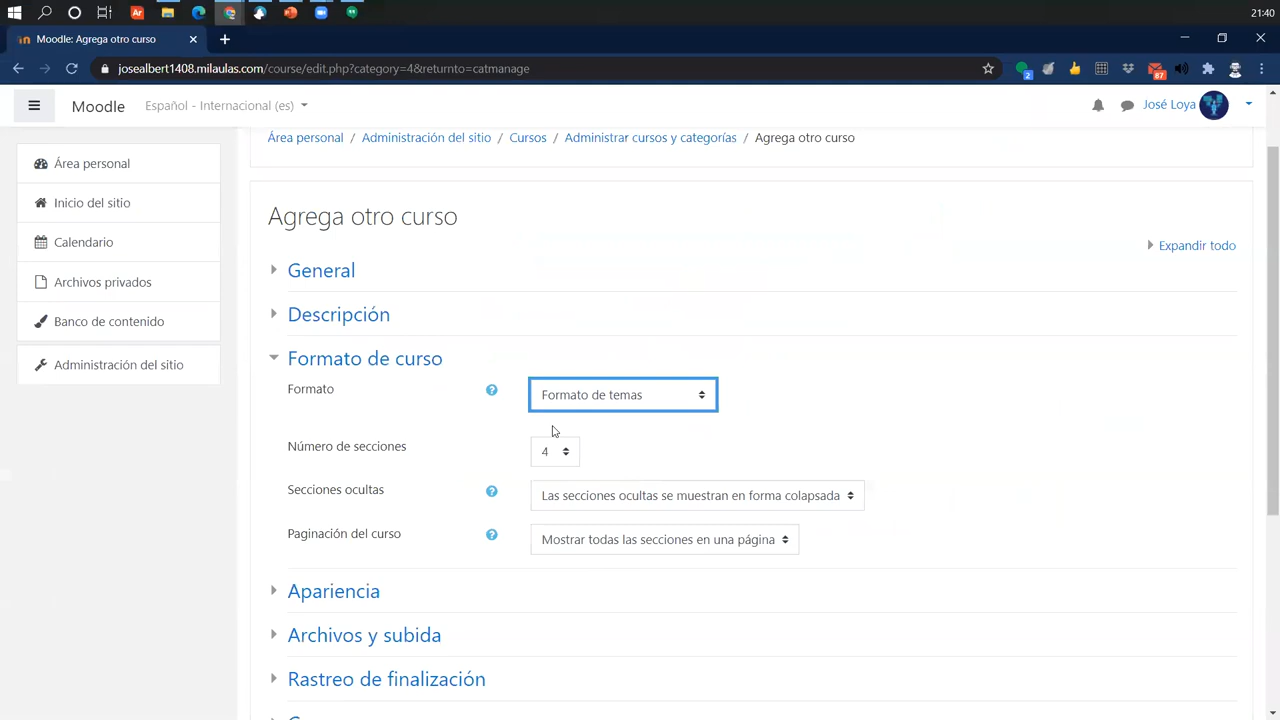 21:40
Moodle: Agrega otro curso
josealbert1408.milaulas.com/course/edit.php?category=4&returnto=catmanage
2
87
Moodle Español - Internacional (es) José Loya
Área personal / Administración del sitio / Cursos / Administrar cursos y categorías / Agrega otro curso
Área personal
Inicio del sitio
Calendario
Archivos privados
Banco de contenido
Administración del sitio
Agrega otro curso
Expandir todo
General
Descripción
Formato de curso
Formato Formato de temas
Número de secciones 4
Secciones ocultas Las secciones ocultas se muestran en forma colapsada
Paginación del curso Mostrar todas las secciones en una página
Apariencia
Archivos y subida
Rastreo de finalización